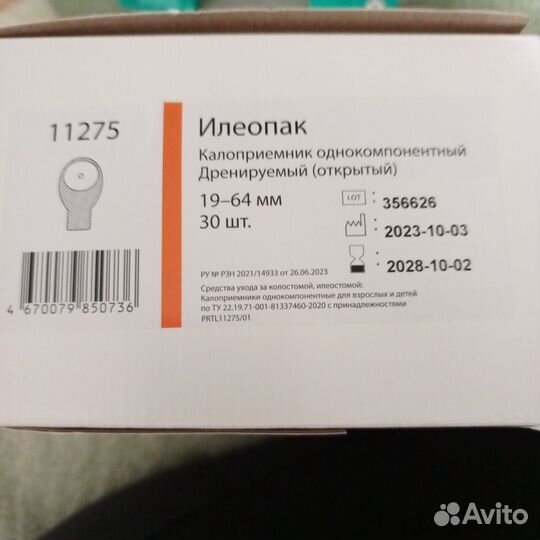 11275
Илеопак
Калоприемник однокомпонентный
Дренируемый (открытый)
19–64 мм
30 шт.
LOT : 356626
: 2023-10-03
: 2028-10-02
РУ № РЗН 2021/14933 от 26.06.2023
Средства ухода за колостомой, илеостомой:
Калоприемники однокомпонентные для взрослых и детей
по ТУ 22.19.71-001-81337460-2020 с принадлежностями
PRTL11275/01
4 670079 850736
Avito